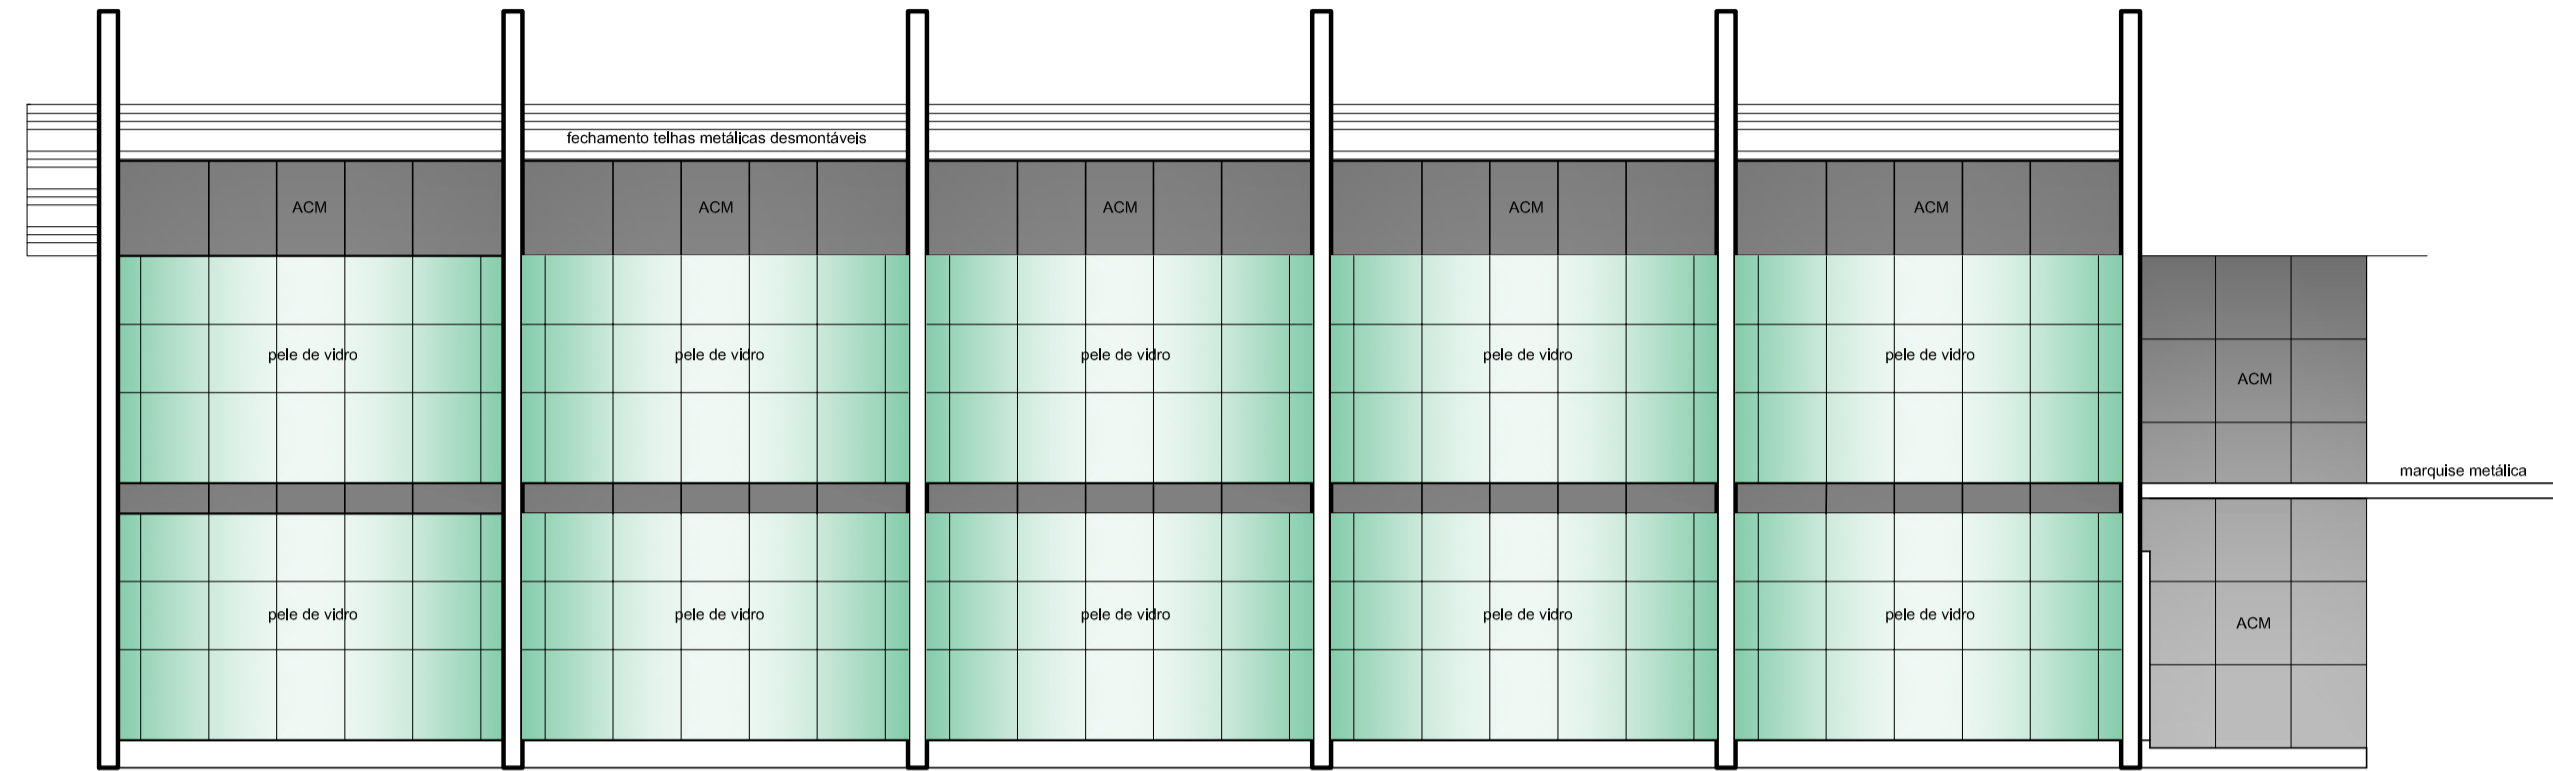 fechamento telhas metálicas desmontáveis
ACM
ACM
ACM
ACM
ACM
pele de vidro
pele de vidro
pele de vidro
pele de vidro
pele de vidro
ACM
marquise metálica
pele de vidro
pele de vidro
pele de vidro
pele de vidro
pele de vidro
ACM